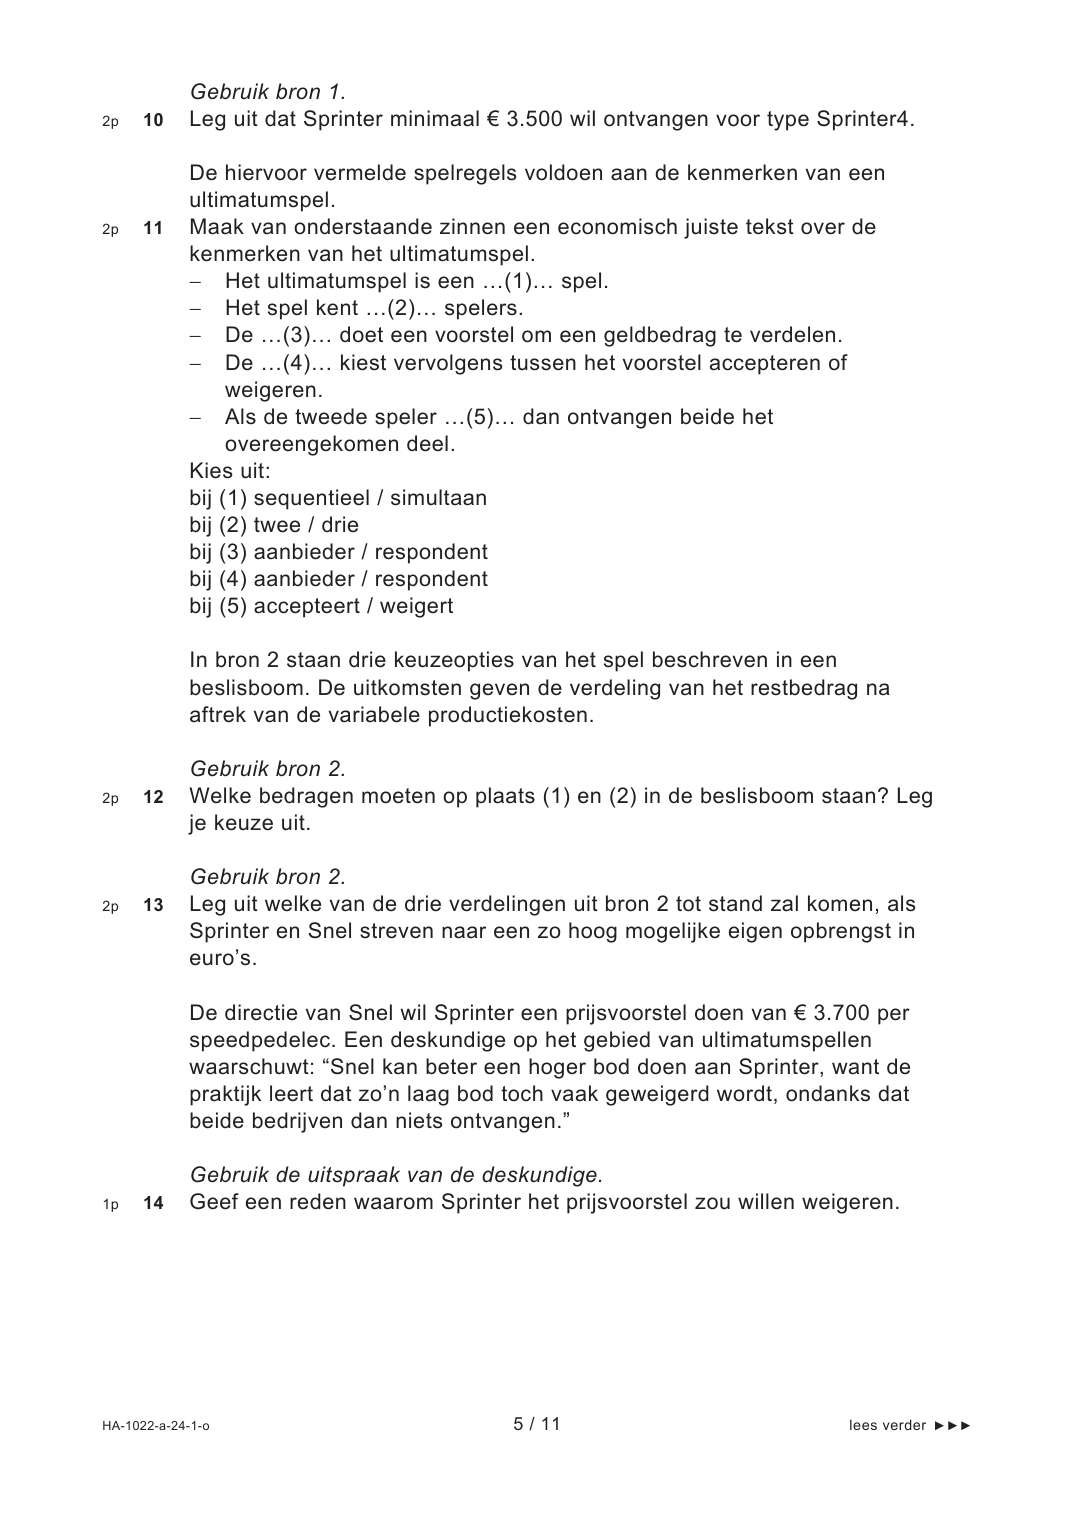 Gebruik bron 1.
2p 10 Leg uit dat Sprinter minimaal € 3.500 wil ontvangen voor type Sprinter4.
De hiervoor vermelde spelregels voldoen aan de kenmerken van een
ultimatumspel.
2p 11 Maak van onderstaande zinnen een economisch juiste tekst over de
kenmerken van het ultimatumspel.
– Het ultimatumspel is een …(1)… spel.
– Het spel kent …(2)… spelers.
– De …(3)… doet een voorstel om een geldbedrag te verdelen.
– De …(4)… kiest vervolgens tussen het voorstel accepteren of
weigeren.
– Als de tweede speler …(5)… dan ontvangen beide het
overeengekomen deel.
Kies uit:
bij (1) sequentieel / simultaan
bij (2) twee / drie
bij (3) aanbieder / respondent
bij (4) aanbieder / respondent
bij (5) accepteert / weigert
In bron 2 staan drie keuzeopties van het spel beschreven in een
beslisboom. De uitkomsten geven de verdeling van het restbedrag na
aftrek van de variabele productiekosten.
Gebruik bron 2.
2p 12 Welke bedragen moeten op plaats (1) en (2) in de beslisboom staan? Leg
je keuze uit.
Gebruik bron 2.
2p 13 Leg uit welke van de drie verdelingen uit bron 2 tot stand zal komen, als
Sprinter en Snel streven naar een zo hoog mogelijke eigen opbrengst in
euro’s.
De directie van Snel wil Sprinter een prijsvoorstel doen van € 3.700 per
speedpedelec. Een deskundige op het gebied van ultimatumspellen
waarschuwt: “Snel kan beter een hoger bod doen aan Sprinter, want de
praktijk leert dat zo’n laag bod toch vaak geweigerd wordt, ondanks dat
beide bedrijven dan niets ontvangen.”
Gebruik de uitspraak van de deskundige.
1p 14 Geef een reden waarom Sprinter het prijsvoorstel zou willen weigeren.
HA-1022-a-24-1-o 5 / 11 lees verder ►►►